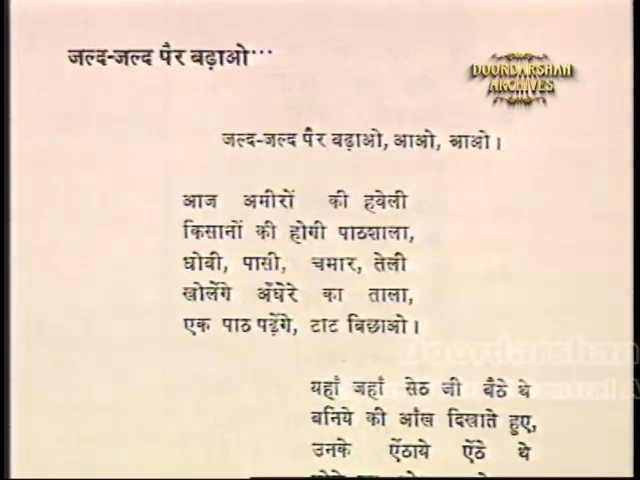 जल्द-जल्द पैर बढ़ाओ...
DOORDARSHAN
ARCHIVES
जल्द-जल्द पैर बढ़ाओ, आओ, आओ।
आज अमीरों की हवेली
किसानों की होगी पाठशाला,
धोबी, पासी, चमार, तेली
खोलेंगे अँधेरे का ताला,
एक पाठ पढ़ेंगे, टाट बिछाओ।
doordarshan
यहाँ जहाँ सेठ जी बैठे थे
बनिये की आँख दिखाते हुए,
उनके ऐंठाये ऐंठे थे